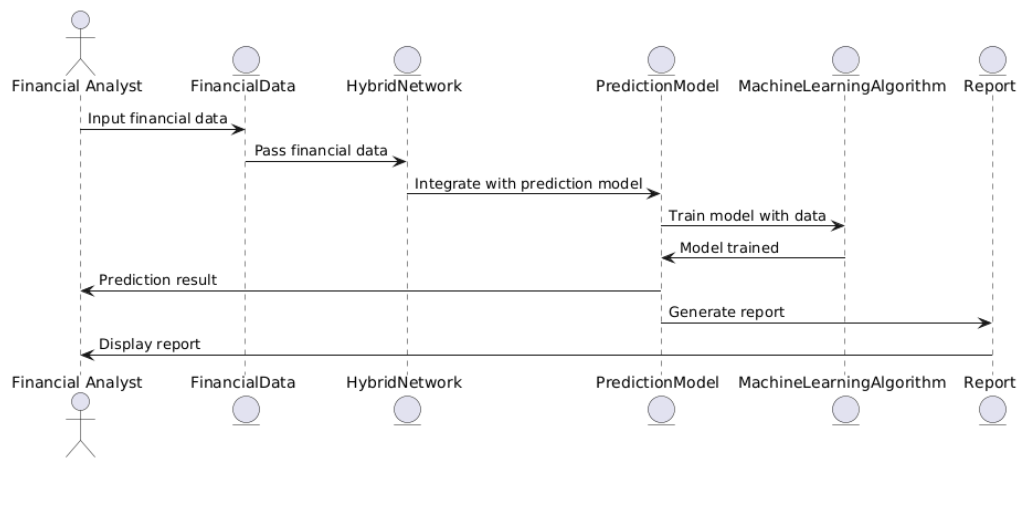 Financial Analyst FinancialData HybridNetwork PredictionModel MachineLearningAlgorithm Report
Input financial data
Pass financial data
Integrate with prediction model
Train model with data
Model trained
Prediction result
Generate report
Display report
Financial Analyst FinancialData HybridNetwork PredictionModel MachineLearningAlgorithm Report